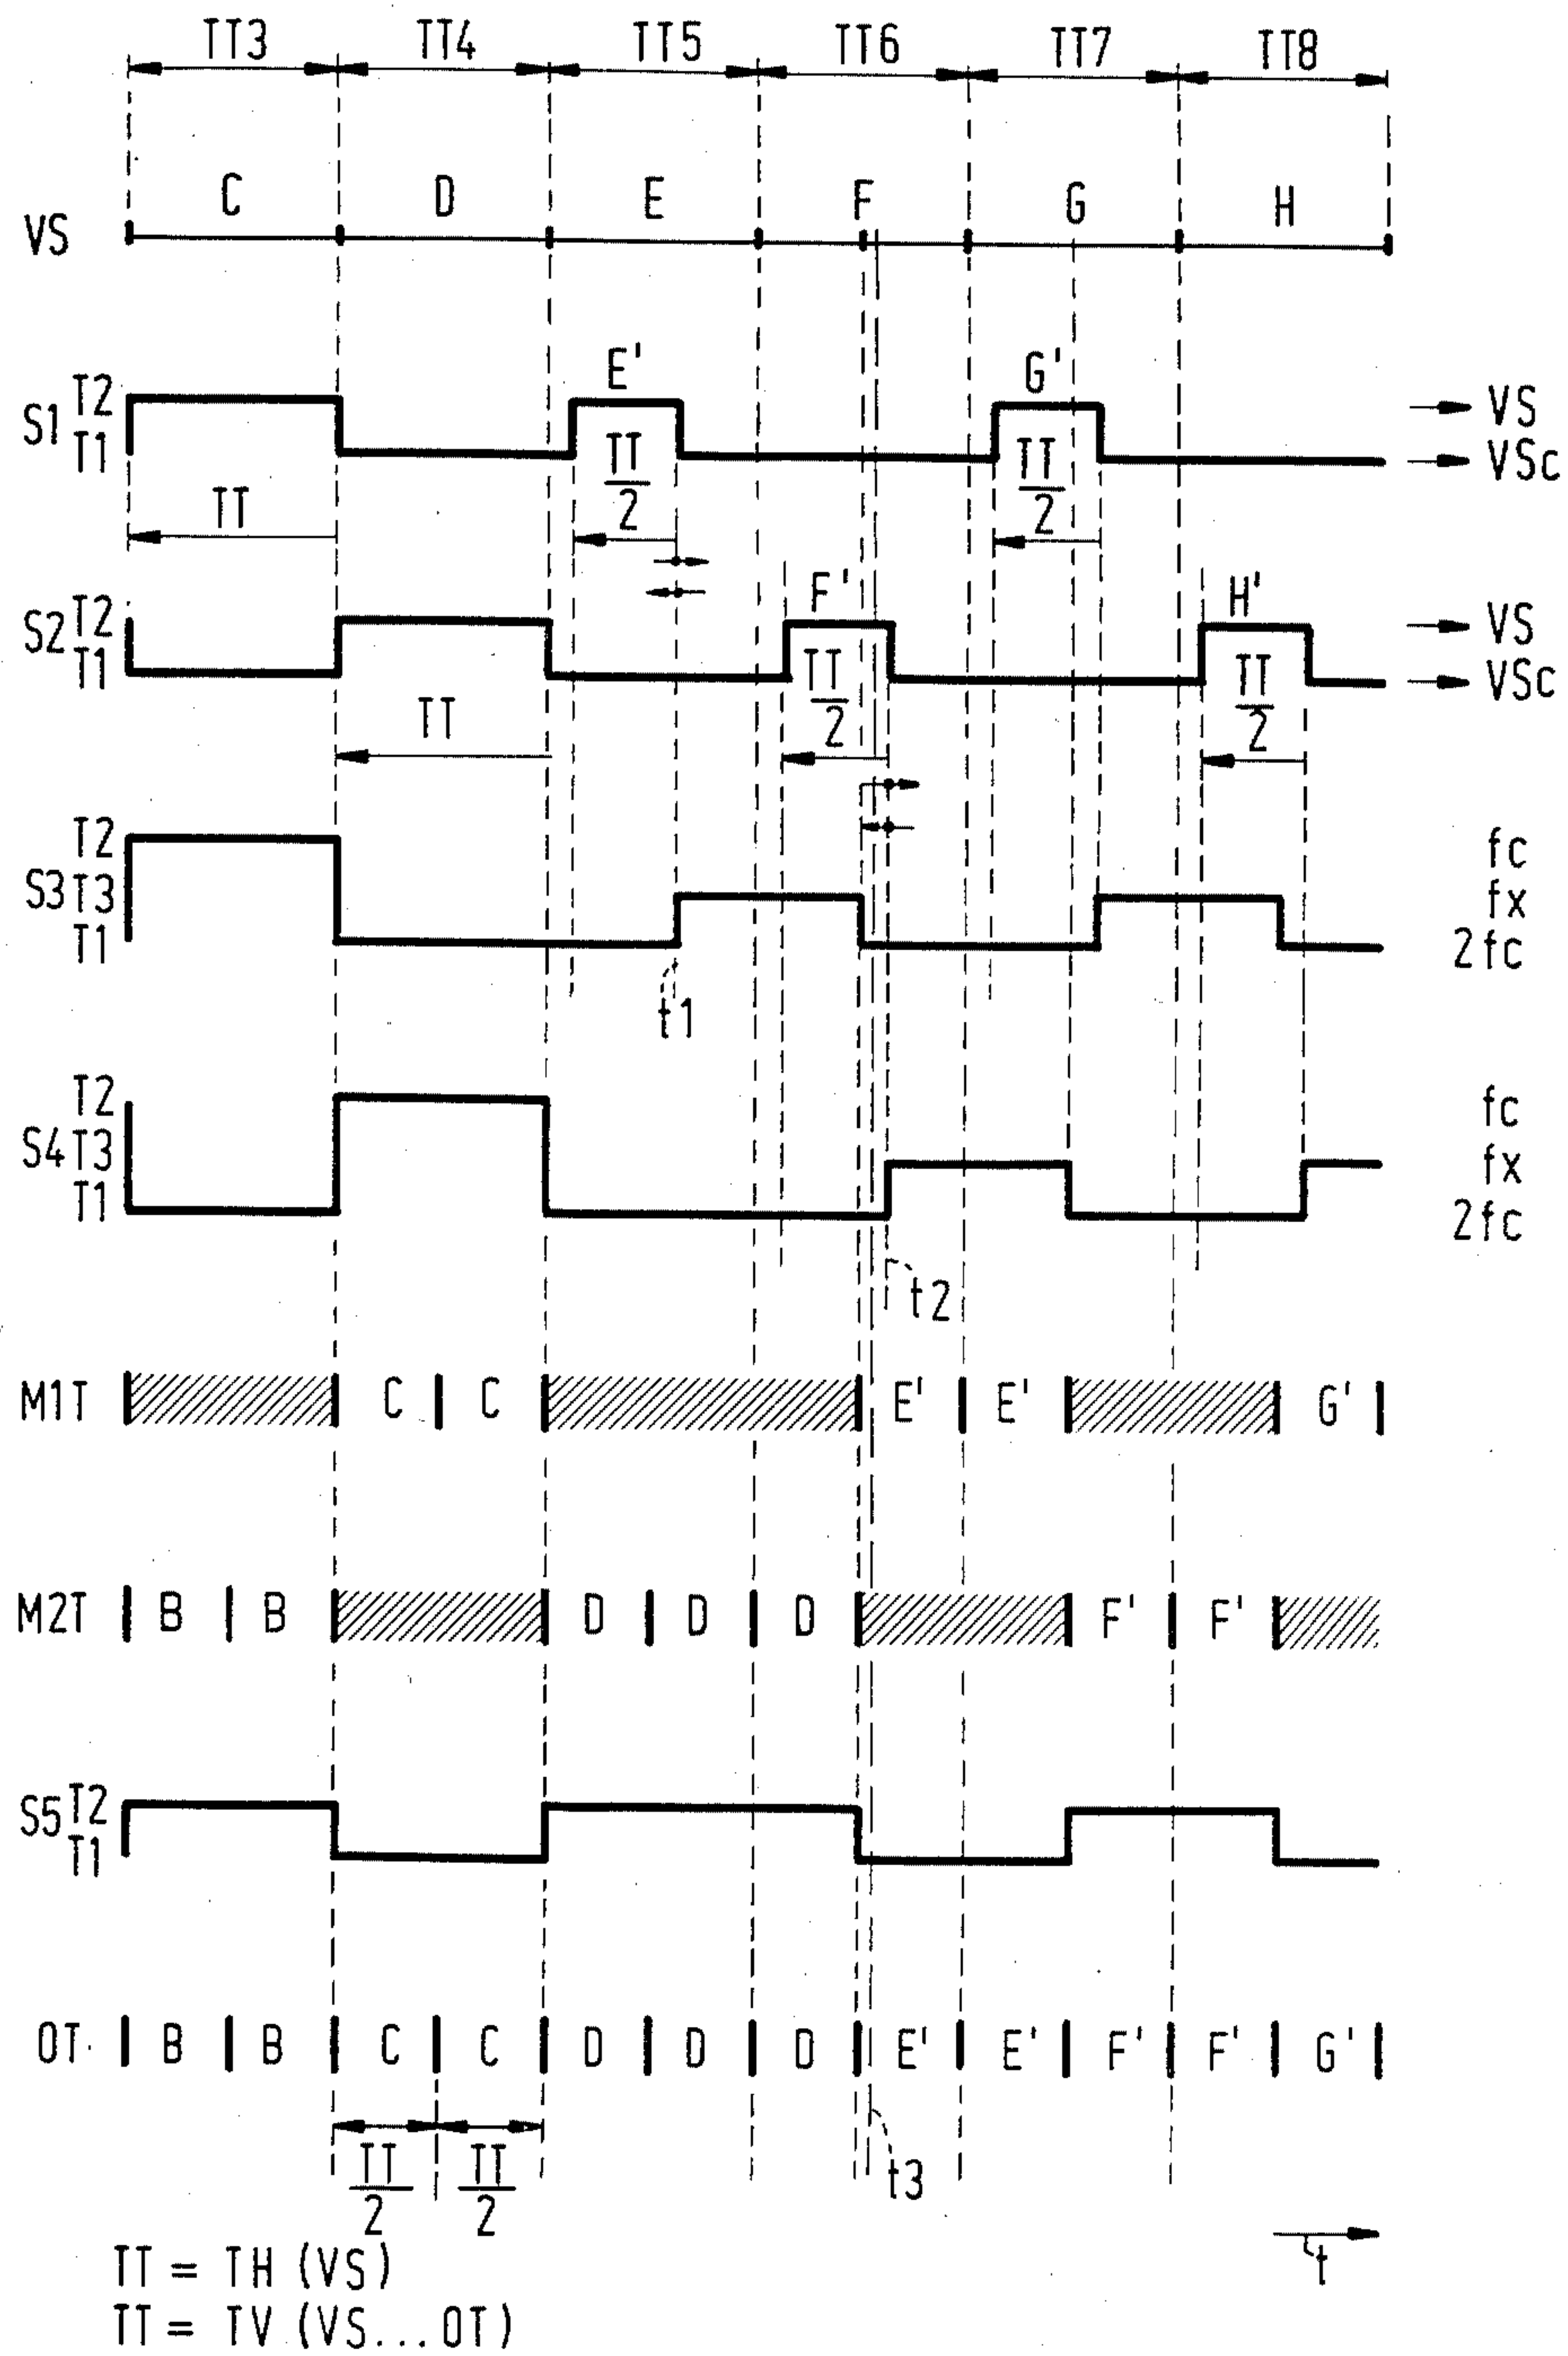 TT3 TT4 TT5 TT6 TT7 TT8
VS C D E F G H
E' G'
S1 T2 → VS
T1 → VSc
TT TT/2 TT/2
F' H'
S2 T2 → VS
T1 → VSc
TT TT/2 TT/2
S3 T2 fc
T3 fx
T1 2fc
t1
S4 T2 fc
T3 fx
T1 2fc
t2
M1T C C E' E' G'
M2T B B D D D F' F'
S5 T2
T1
OT B B C C D D D E' E' F' F' G'
TT/2 TT/2 t3
t
TT = TH (VS)
TT = TV (VS...OT)